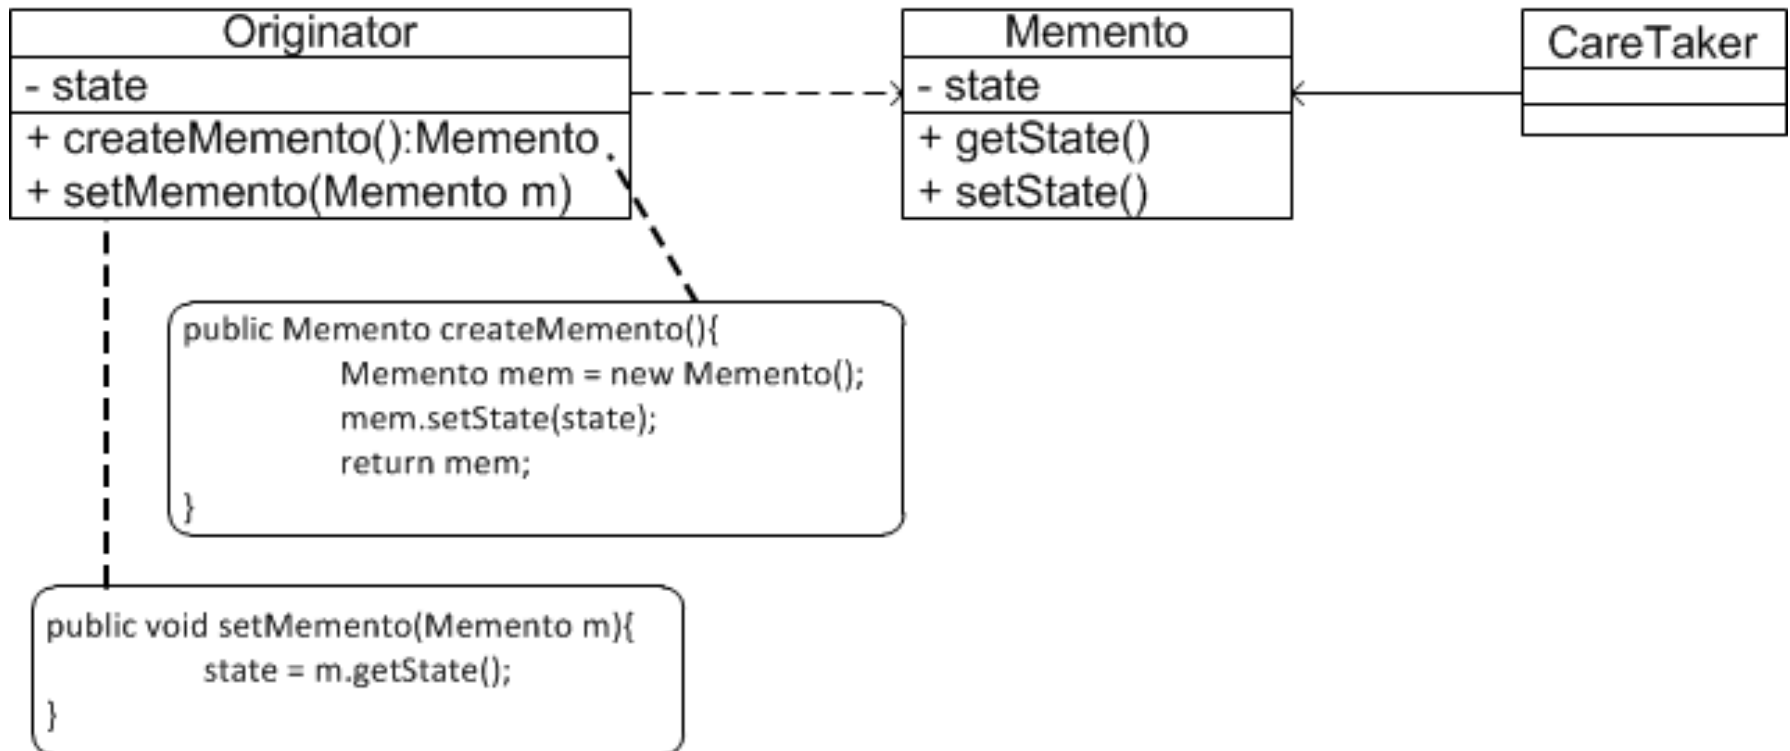 Originator
- state
+ createMemento():Memento
+ setMemento(Memento m)
Memento
- state
+ getState()
+ setState()
CareTaker
public Memento createMemento(){
Memento mem = new Memento();
mem.setState(state);
return mem;
}
public void setMemento(Memento m){
state = m.getState();
}